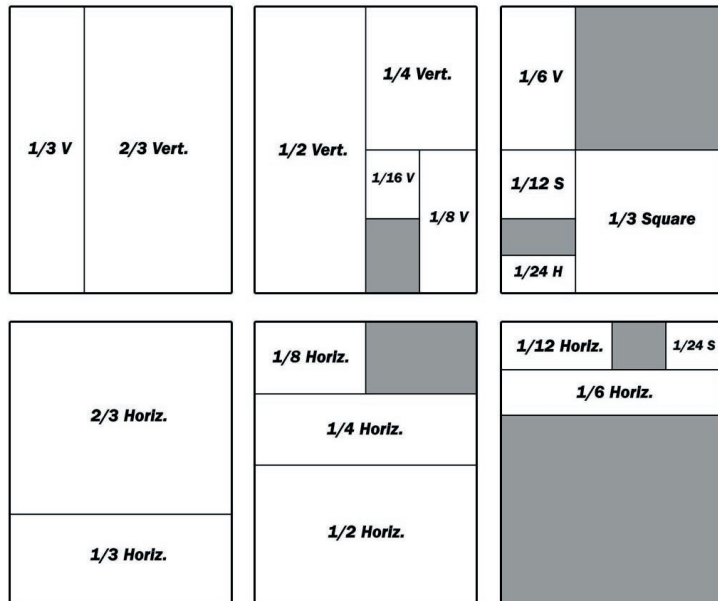 1/3 V
2/3 Vert.
1/2 Vert.
1/4 Vert.
1/16 V
1/8 V
1/6 V
1/12 S
1/24 H
1/3 Square
2/3 Horiz.
1/3 Horiz.
1/8 Horiz.
1/4 Horiz.
1/2 Horiz.
1/12 Horiz.
1/24 S
1/6 Horiz.